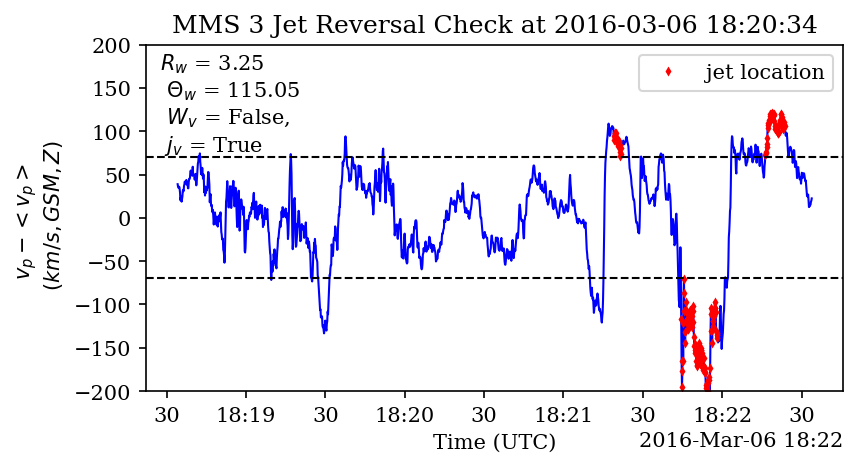 MMS 3 Jet Reversal Check at 2016-03-06 18:20:34
R_w = 3.25
Θ_w = 115.05
W_v = False,
j_v = True
jet location
v_p − <v_p>
(km/s, GSM, Z)
200
150
100
50
0
−50
−100
−150
−200
30 18:19 30 18:20 30 18:21 30 18:22 30
Time (UTC)
2016-Mar-06 18:22